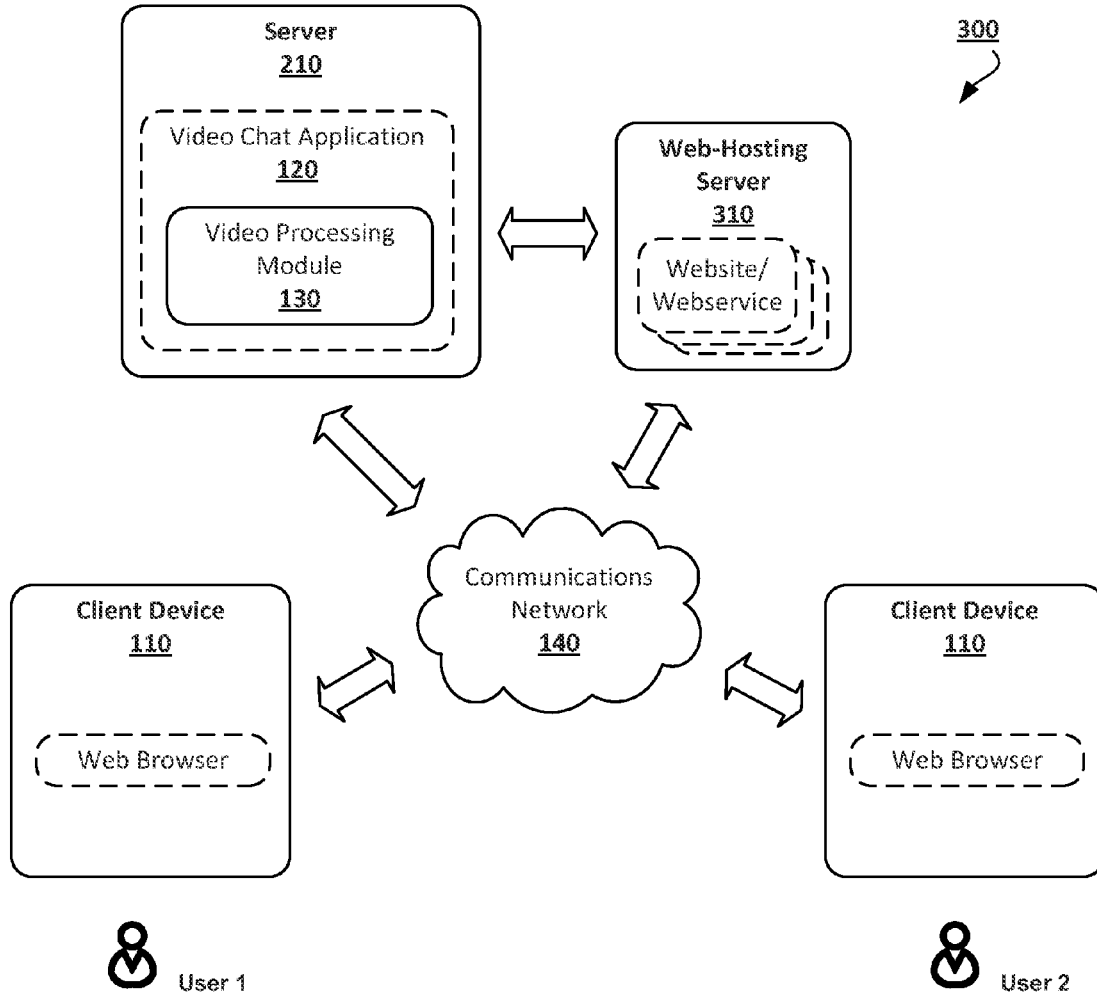 Server
210
300
Video Chat Application
120
Video Processing
Module
130
Web-Hosting
Server
310
Website/
Webservice
Communications
Network
140
Client Device
110
Web Browser
Client Device
110
Web Browser
User 1
User 2